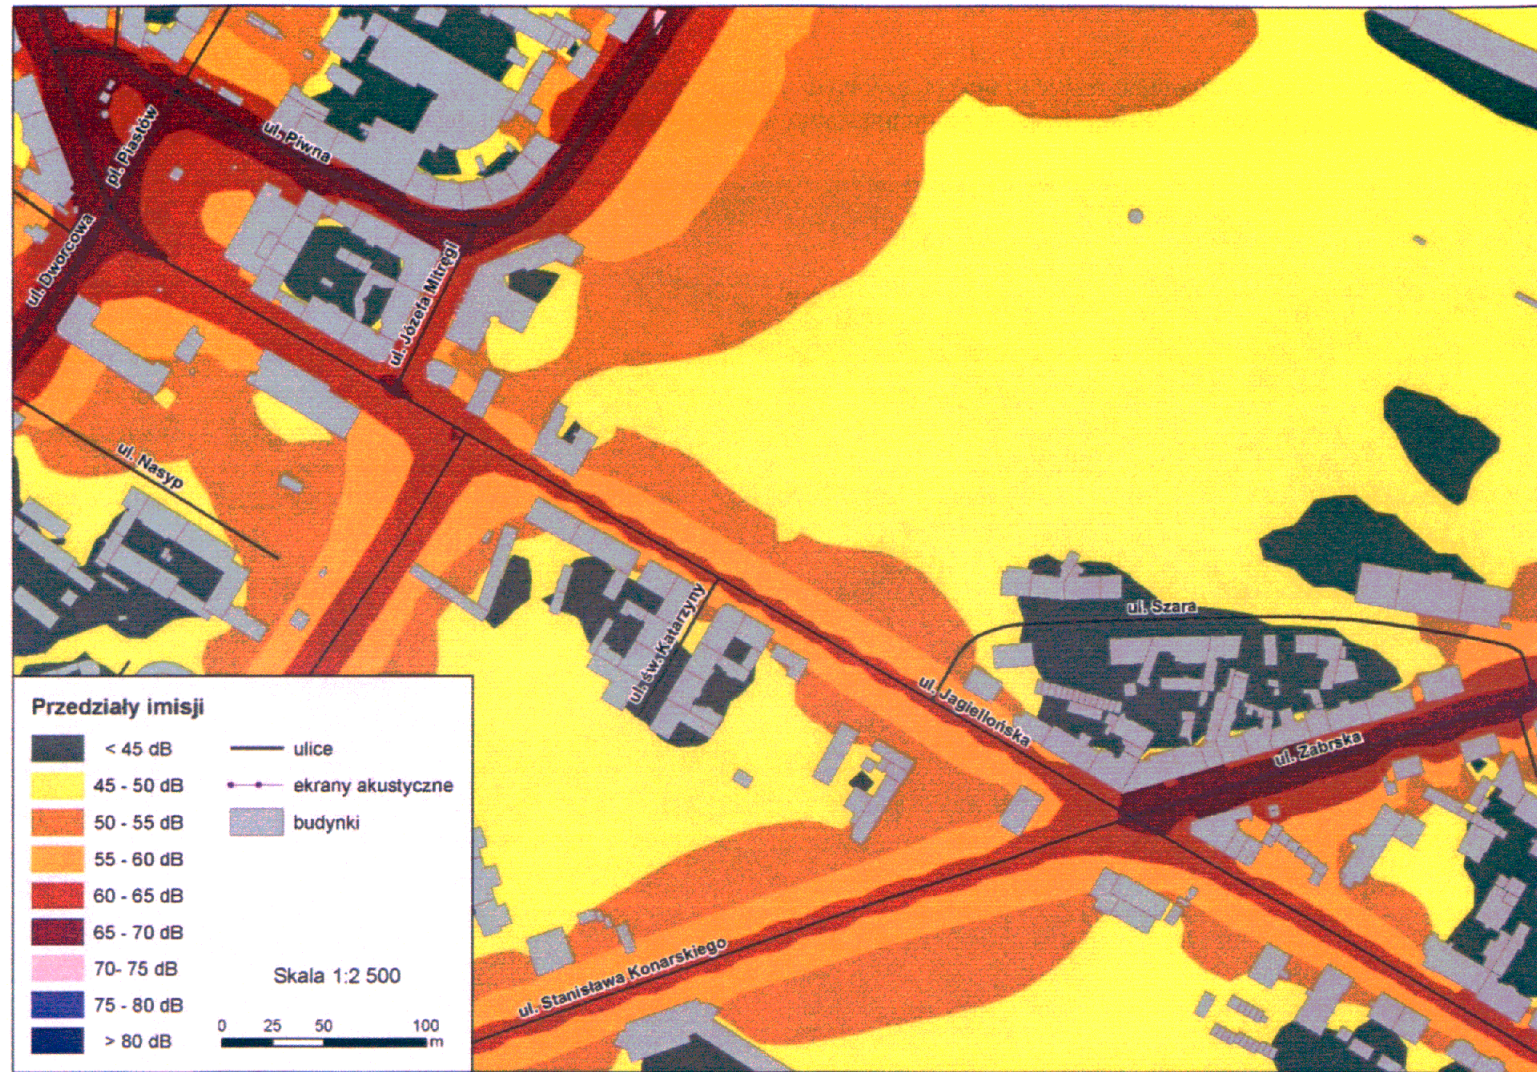 ul. Piwna
pl. Piastów
ul. Dworcowa
ul. Józefa Mitręgi
ul. Nasyp
ul. św. Katarzyny
ul. Szara
ul. Jagiellońska
ul. Zabrska
ul. Stanisława Konarskiego
Przedziały imisji
< 45 dB
45 - 50 dB
50 - 55 dB
55 - 60 dB
60 - 65 dB
65 - 70 dB
70- 75 dB
75 - 80 dB
> 80 dB
ulice
ekrany akustyczne
budynki
Skala 1:2 500
0 25 50 100
m